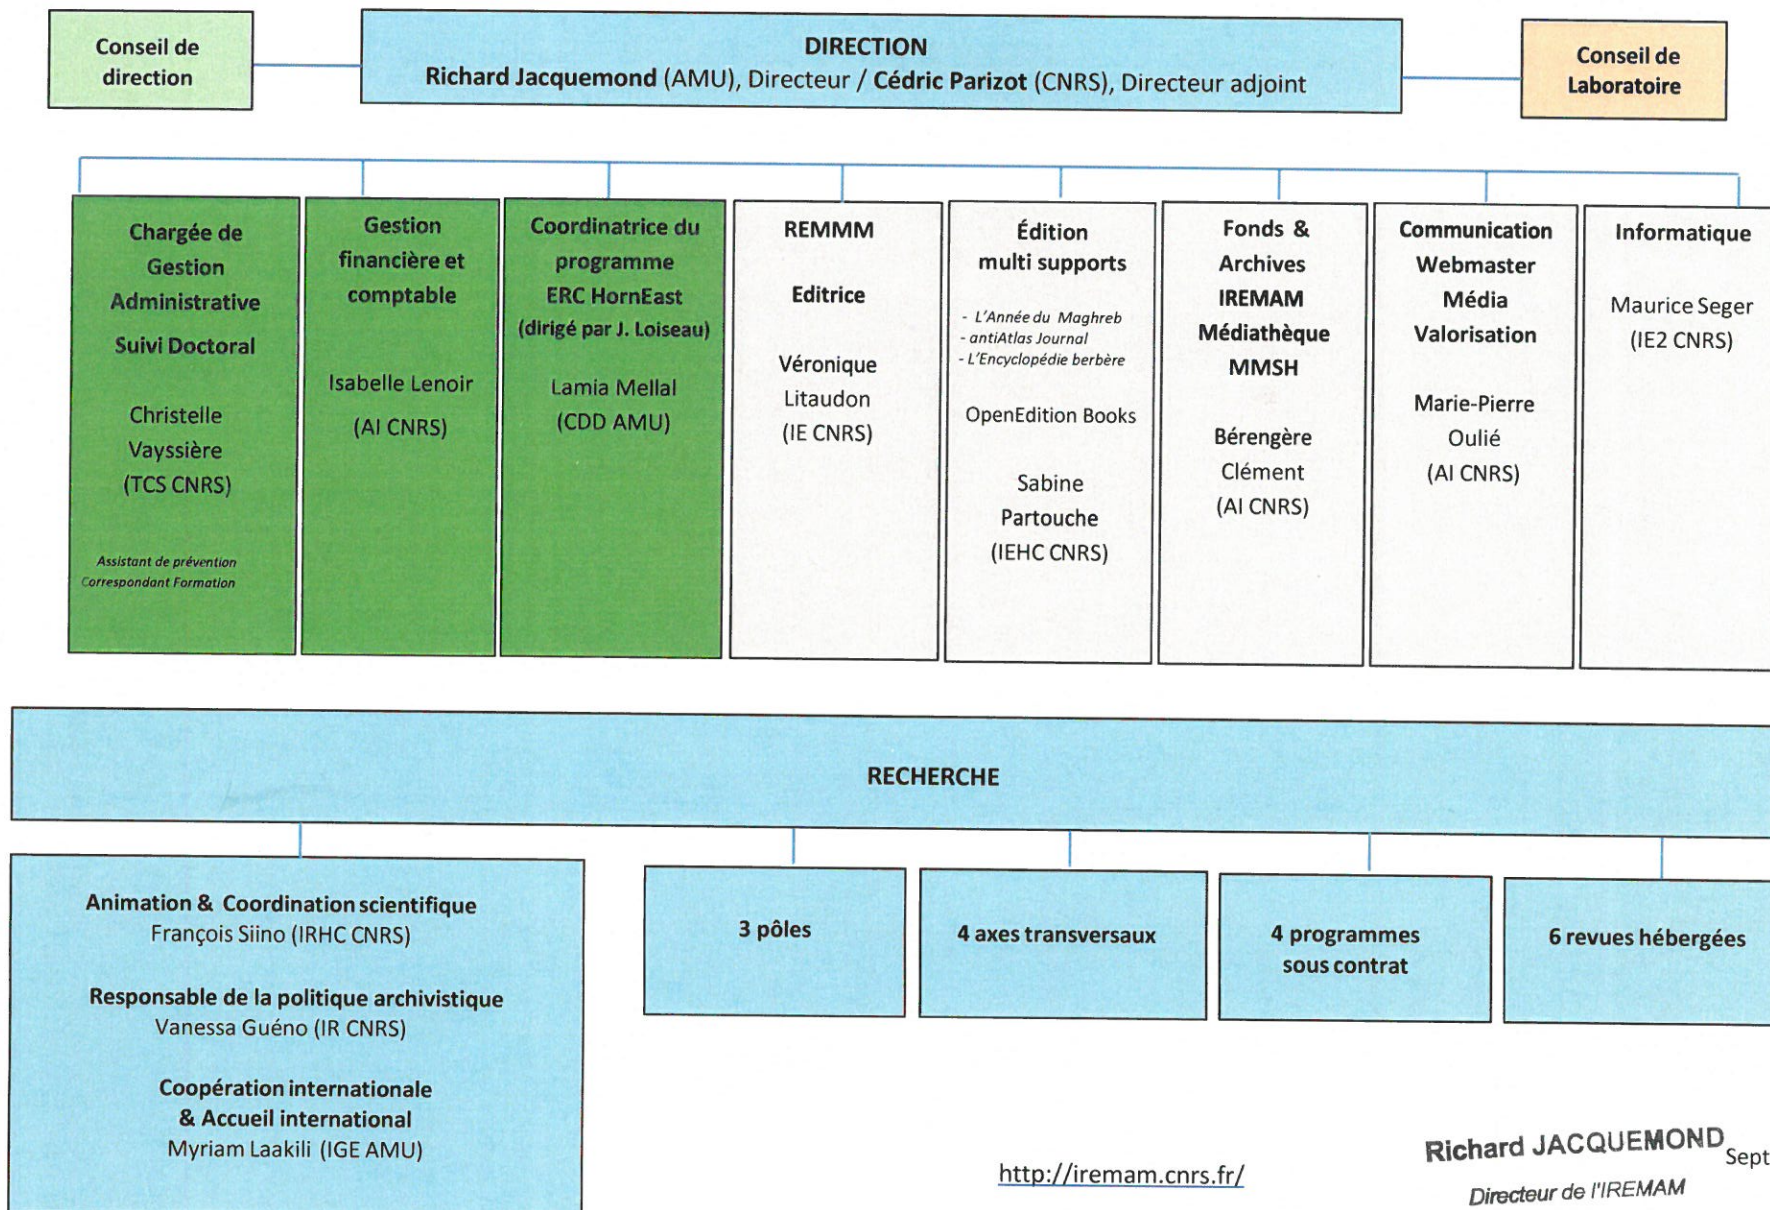 Conseil de
direction
DIRECTION
Richard Jacquemond (AMU), Directeur / Cédric Parizot (CNRS), Directeur adjoint
Conseil de
Laboratoire
Chargée de
Gestion
Administrative
Suivi Doctoral
Christelle
Vayssière
(TCS CNRS)
Assistant de prévention
Correspondant Formation
Gestion
financière et
comptable
Isabelle Lenoir
(AI CNRS)
Coordinatrice du
programme
ERC HornEast
(dirigé par J. Loiseau)
Lamia Mellal
(CDD AMU)
REMMM
Editrice
Véronique
Litaudon
(IE CNRS)
Édition
multi supports
- L'Année du Maghreb
- antiAtlas Journal
- L'Encyclopédie berbère
OpenEdition Books
Sabine
Partouche
(IEHC CNRS)
Fonds &
Archives
IREMAM
Médiathèque
MMSH
Bérengère
Clément
(AI CNRS)
Communication
Webmaster
Média
Valorisation
Marie-Pierre
Oulié
(AI CNRS)
Informatique
Maurice Seger
(IE2 CNRS)
RECHERCHE
Animation & Coordination scientifique
François Siino (IRHC CNRS)
Responsable de la politique archivistique
Vanessa Guéno (IR CNRS)
Coopération internationale
& Accueil international
Myriam Laakili (IGE AMU)
3 pôles
4 axes transversaux
4 programmes
sous contrat
6 revues hébergées
http://iremam.cnrs.fr/
Richard JACQUEMOND
Sept
Directeur de l'IREMAM